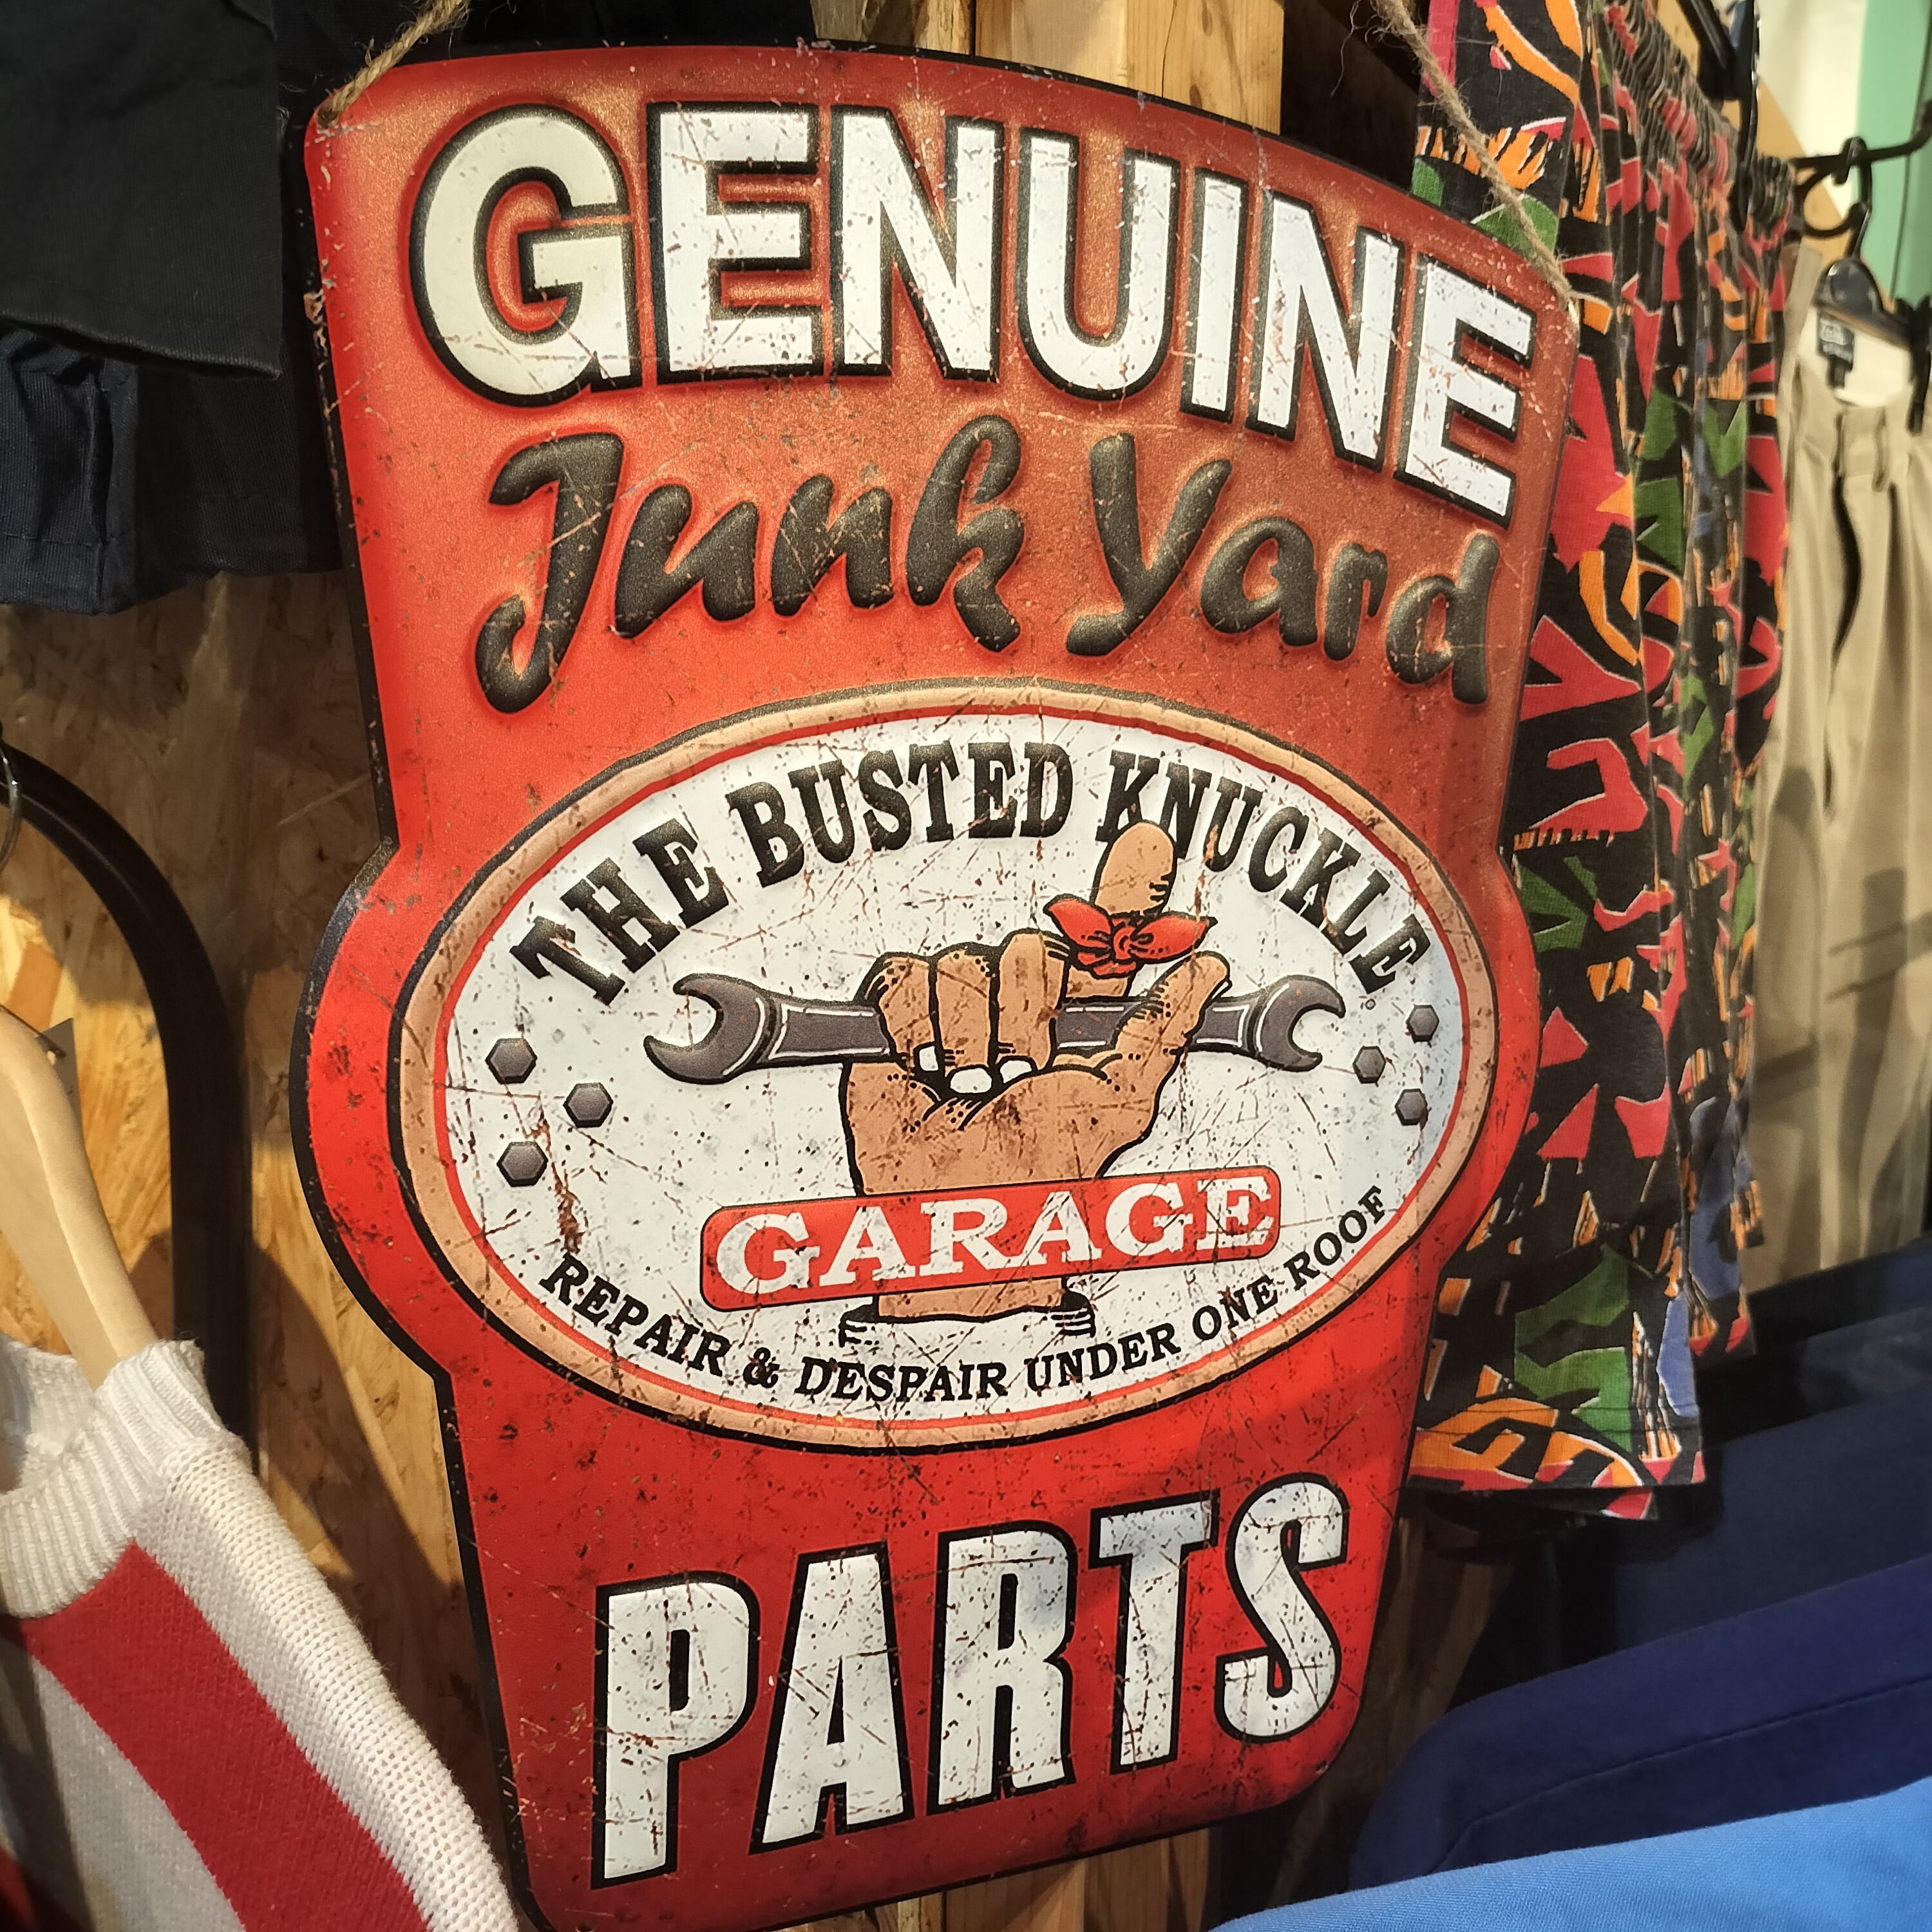 GENUINE
Junk Yard
THE BUSTED KNUCKLE
GARAGE
REPAIR & DESPAIR UNDER ONE ROOF
PARTS